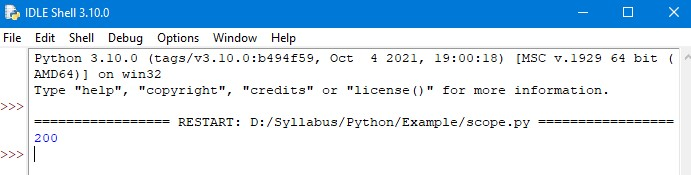 IDLE Shell 3.10.0
File Edit Shell Debug Options Window Help
Python 3.10.0 (tags/v3.10.0:b494f59, Oct  4 2021, 19:00:18) [MSC v.1929 64 bit (
AMD64)] on win32
Type "help", "copyright", "credits" or "license()" for more information.
>>>
================= RESTART: D:/Syllabus/Python/Example/scope.py =================
200
>>>